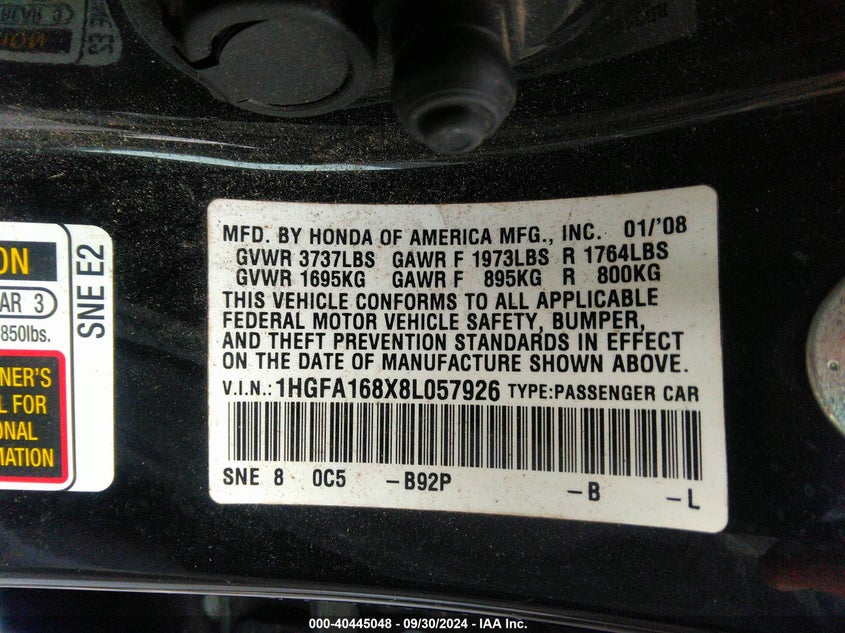 MFD. BY HONDA OF AMERICA MFG., INC. 01/'08
GVWR 3737LBS GAWR F 1973LBS R 1764LBS
GVWR 1695KG GAWR F 895KG R 800KG
THIS VEHICLE CONFORMS TO ALL APPLICABLE
FEDERAL MOTOR VEHICLE SAFETY, BUMPER,
AND THEFT PREVENTION STANDARDS IN EFFECT
ON THE DATE OF MANUFACTURE SHOWN ABOVE.
V.I.N.: 1HGFA168X8L057926 TYPE:PASSENGER CAR
SNE 8 0C5 -B92P -B -L
ON
AR 3
850lbs.
NER'S
L FOR
ONAL
MATION
SNE E2
000-40445048 - 09/30/2024 - IAA Inc.